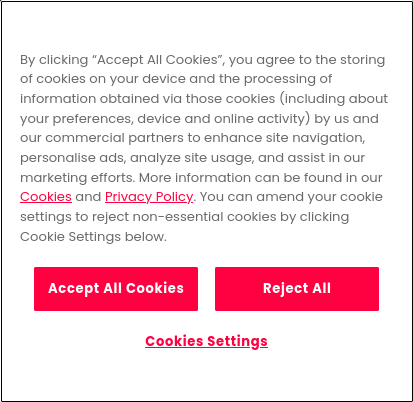 By clicking “Accept All Cookies”, you agree to the storing
of cookies on your device and the processing of
information obtained via those cookies (including about
your preferences, device and online activity) by us and
our commercial partners to enhance site navigation,
personalise ads, analyze site usage, and assist in our
marketing efforts. More information can be found in our
Cookies and Privacy Policy. You can amend your cookie
settings to reject non-essential cookies by clicking
Cookie Settings below.
Accept All Cookies Reject All
Cookies Settings